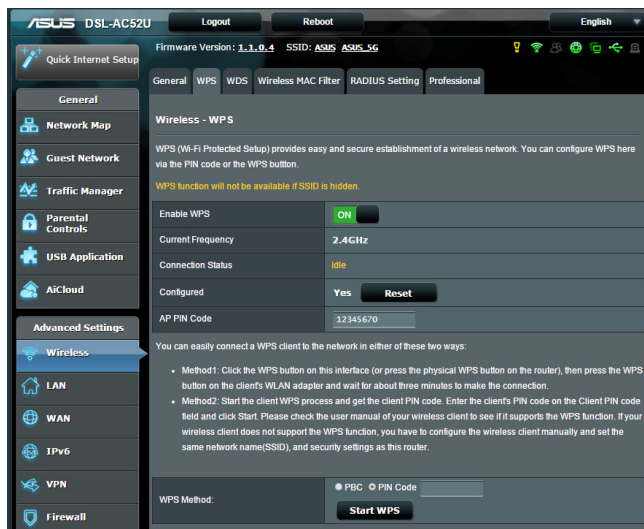 ASUS DSL-AC52U Logout Reboot English
Quick Internet Setup
Firmware Version: 1.1.0.4 SSID: ASUS ASUS_5G
General WPS WDS Wireless MAC Filter RADIUS Setting Professional
General
Network Map
Guest Network
Traffic Manager
Parental
Controls
USB Application
AiCloud
Advanced Settings
Wireless
LAN
WAN
IPv6
VPN
Firewall
Wireless - WPS
WPS (Wi-Fi Protected Setup) provides easy and secure establishment of a wireless network. You can configure WPS here
via the PIN code or the WPS buttton.
WPS function will not be available if SSID is hidden.
Enable WPS ON
Current Frequency 2.4GHz
Connection Status Idle
Configured Yes Reset
AP PIN Code 12345670
You can easily connect a WPS client to the network in either of these two ways:
• Method1: Click the WPS button on this interface (or press the physical WPS button on the router), then press the WPS
button on the client's WLAN adapter and wait for about three minutes to make the connection.
• Method2: Start the client WPS process and get the client PIN code. Enter the client's PIN code on the Client PIN code
field and click Start. Please check the user manual of your wireless client to see if it supports the WPS function. If your
wireless client does not support the WPS function, you have to configure the wireless client manually and set the
same network name(SSID), and security settings as this router.
WPS Method: PBC PIN Code
Start WPS